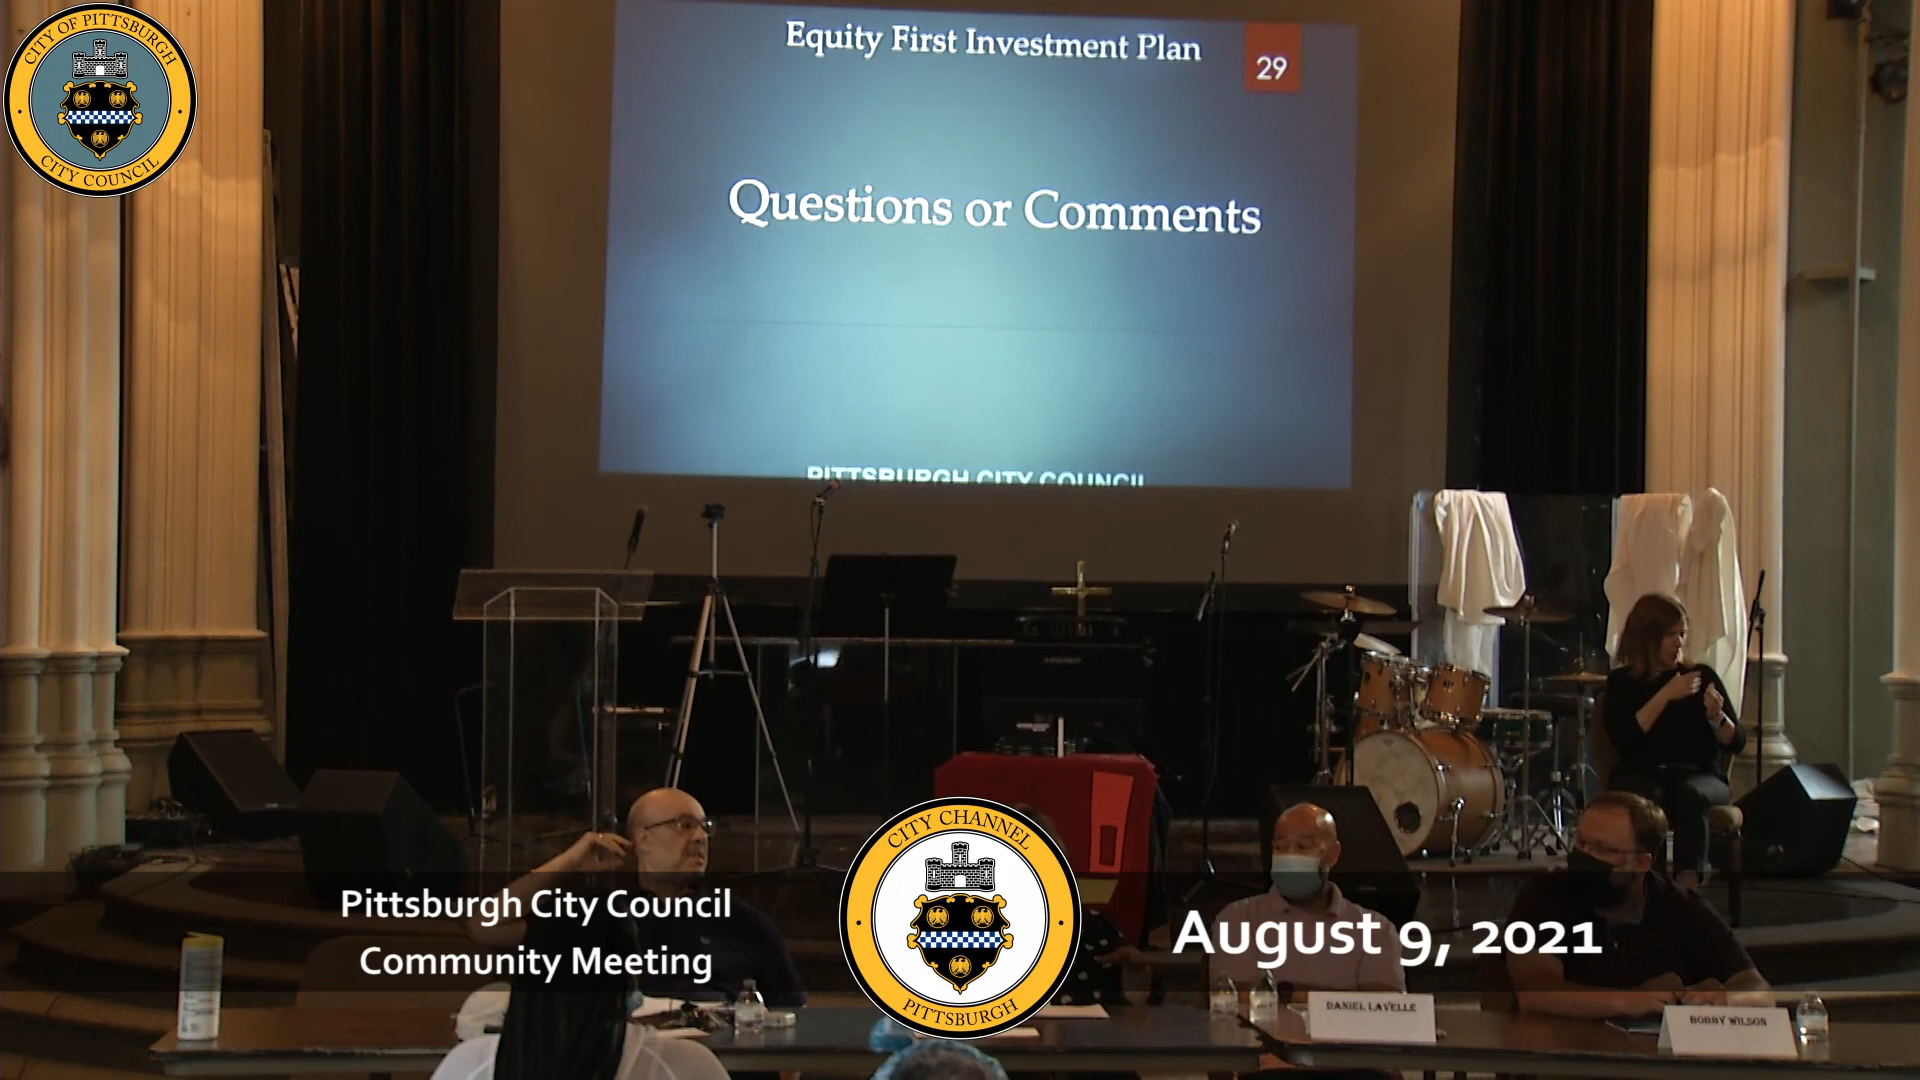 CITY OF PITTSBURGH
CITY COUNCIL
Equity First Investment Plan
29
Questions or Comments
PITTSBURGH CITY COUNCIL
Pittsburgh City Council
Community Meeting
CITY CHANNEL
PITTSBURGH
August 9, 2021
DANIEL LAVELLE
BOBBY WILSON